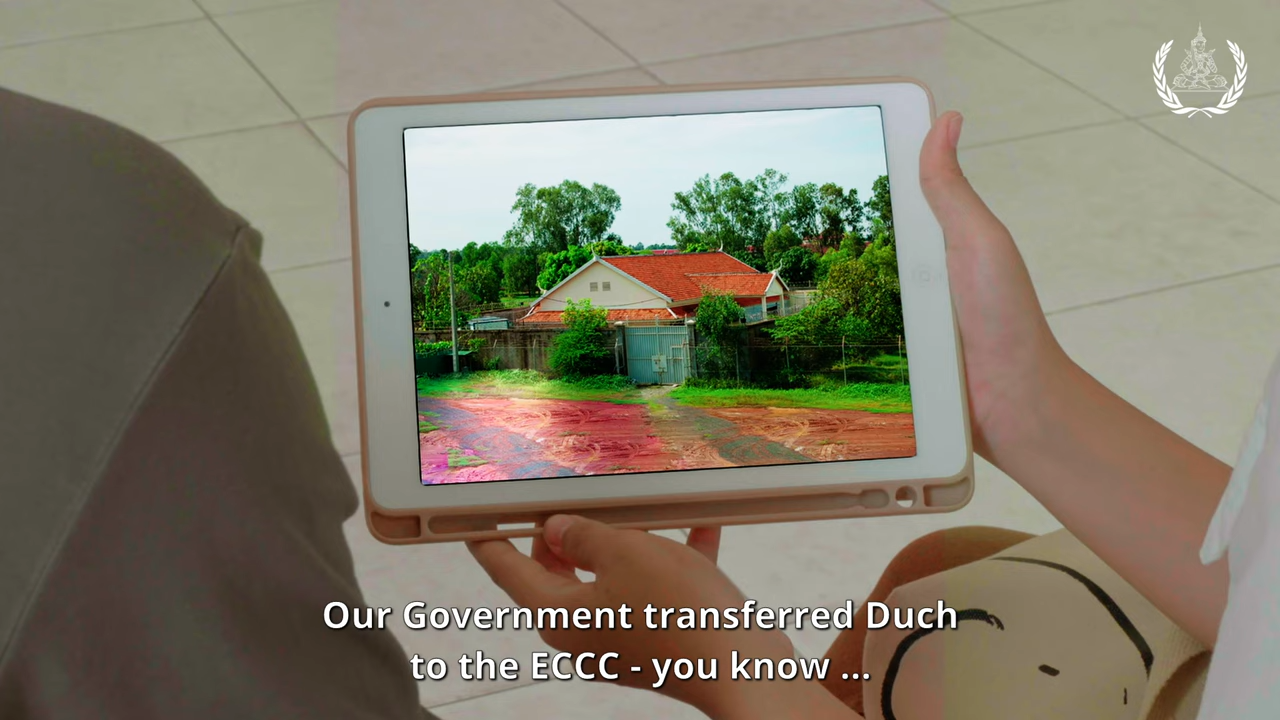 Our Government transferred Duch
to the ECCC - you know ...